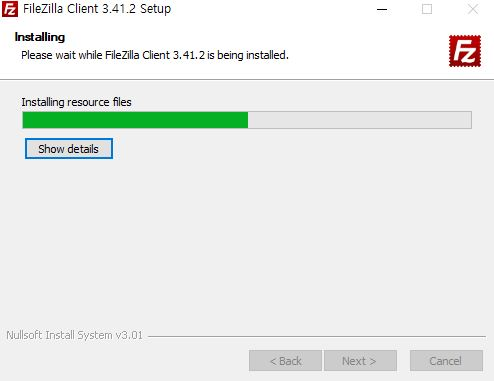 FileZilla Client 3.41.2 Setup
Installing
Please wait while FileZilla Client 3.41.2 is being installed.
Fz
Installing resource files
Show details
Nullsoft Install System v3.01
< Back
Next >
Cancel